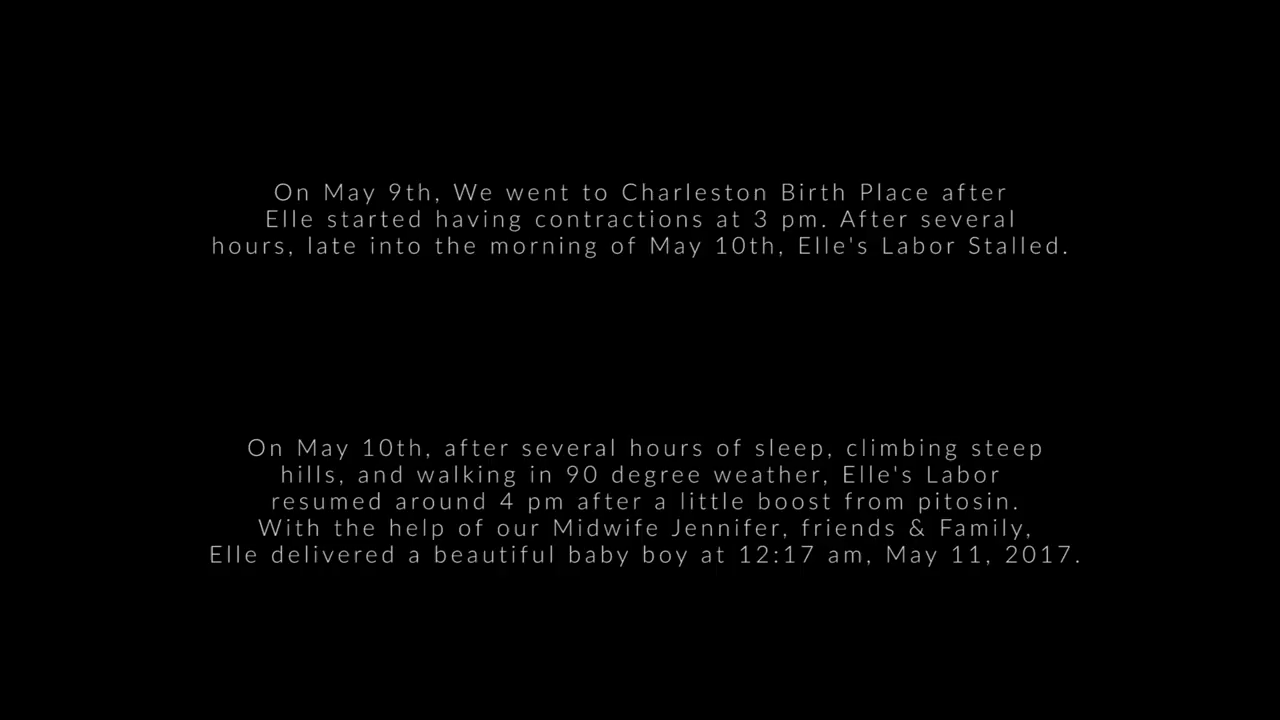 On May 9th, We went to Charleston Birth Place after
Elle started having contractions at 3 pm. After several
hours, late into the morning of May 10th, Elle's Labor Stalled.
On May 10th, after several hours of sleep, climbing steep
hills, and walking in 90 degree weather, Elle's Labor
resumed around 4 pm after a little boost from pitosin.
With the help of our Midwife Jennifer, friends & Family,
Elle delivered a beautiful baby boy at 12:17 am, May 11, 2017.